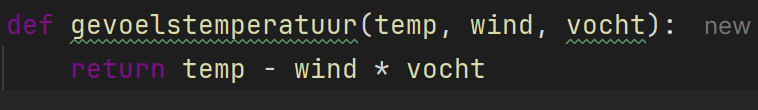 def gevoelstemperatuur(temp, wind, vocht): new
    return temp - wind * vocht